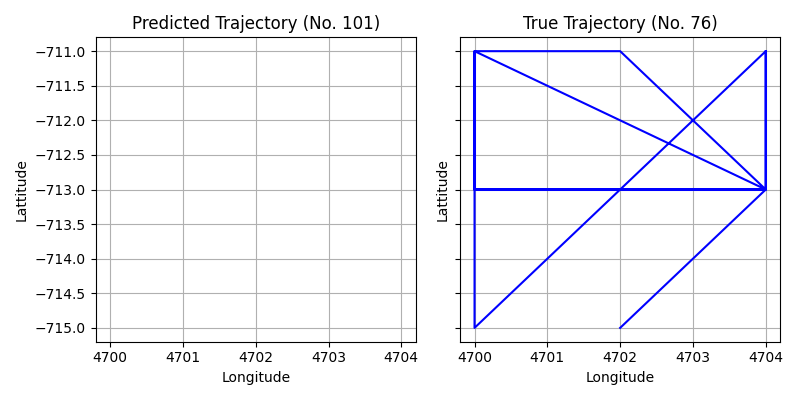 Predicted Trajectory (No. 101)
−711.0
−711.5
−712.0
−712.5
−713.0
−713.5
−714.0
−714.5
−715.0
Lattitude
4700 4701 4702 4703 4704
Longitude
True Trajectory (No. 76)
Lattitude
4700 4701 4702 4703 4704
Longitude